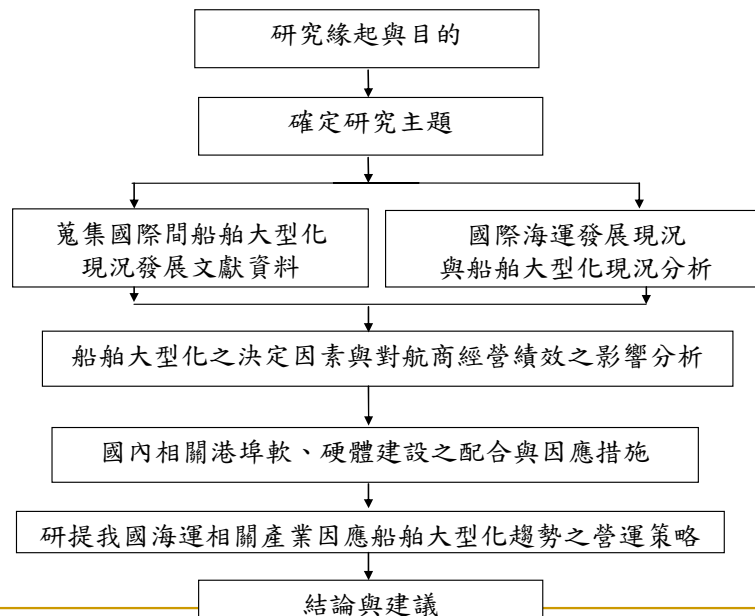 研究緣起與目的
確定研究主題
蒐集國際間船舶大型化
現況發展文獻資料
國際海運發展現況
與船舶大型化現況分析
船舶大型化之決定因素與對航商經營績效之影響分析
國內相關港埠軟、硬體建設之配合與因應措施
研提我國海運相關產業因應船舶大型化趨勢之營運策略
結論與建議